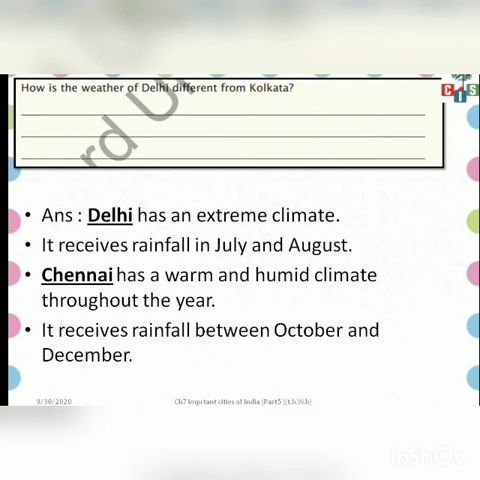 How is the weather of Delhi different from Kolkata?
CIS
• Ans : Delhi has an extreme climate.
• It receives rainfall in July and August.
• Chennai has a warm and humid climate
throughout the year.
• It receives rainfall between October and
December.
9/30/2020
Ch7 Imprtant cities of India (Part5 )(t.b.\W.b)
InShOt